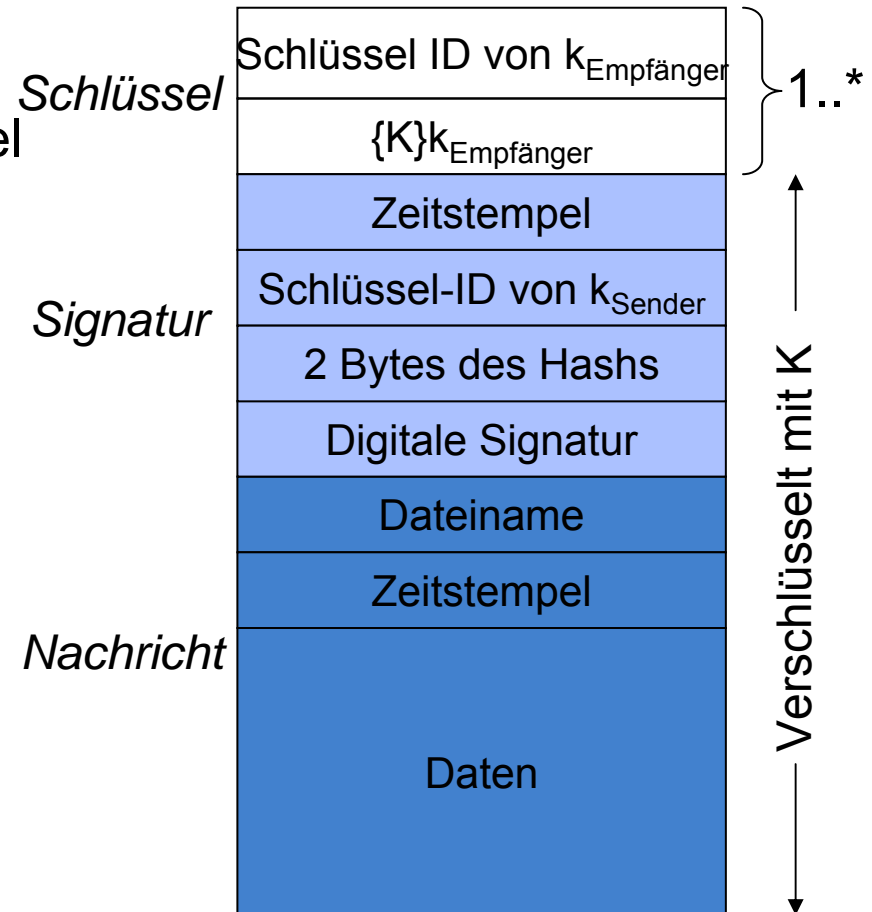 Schlüssel ID von kEmpfänger
Schlüssel
1..*
el
{K}kEmpfänger
Zeitstempel
Schlüssel-ID von kSender
Signatur
2 Bytes des Hashs
Digitale Signatur
Verschlüsselt mit K
Dateiname
Zeitstempel
Nachricht
Daten